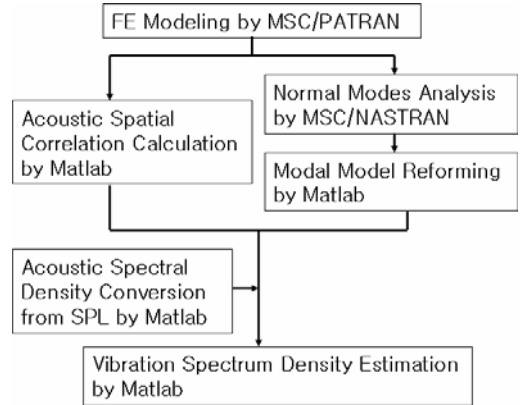 FE Modeling by MSC/PATRAN
Acoustic Spatial
Correlation Calculation
by Matlab
Normal Modes Analysis
by MSC/NASTRAN
Modal Model Reforming
by Matlab
Acoustic Spectral
Density Conversion
from SPL by Matlab
Vibration Spectrum Density Estimation
by Matlab